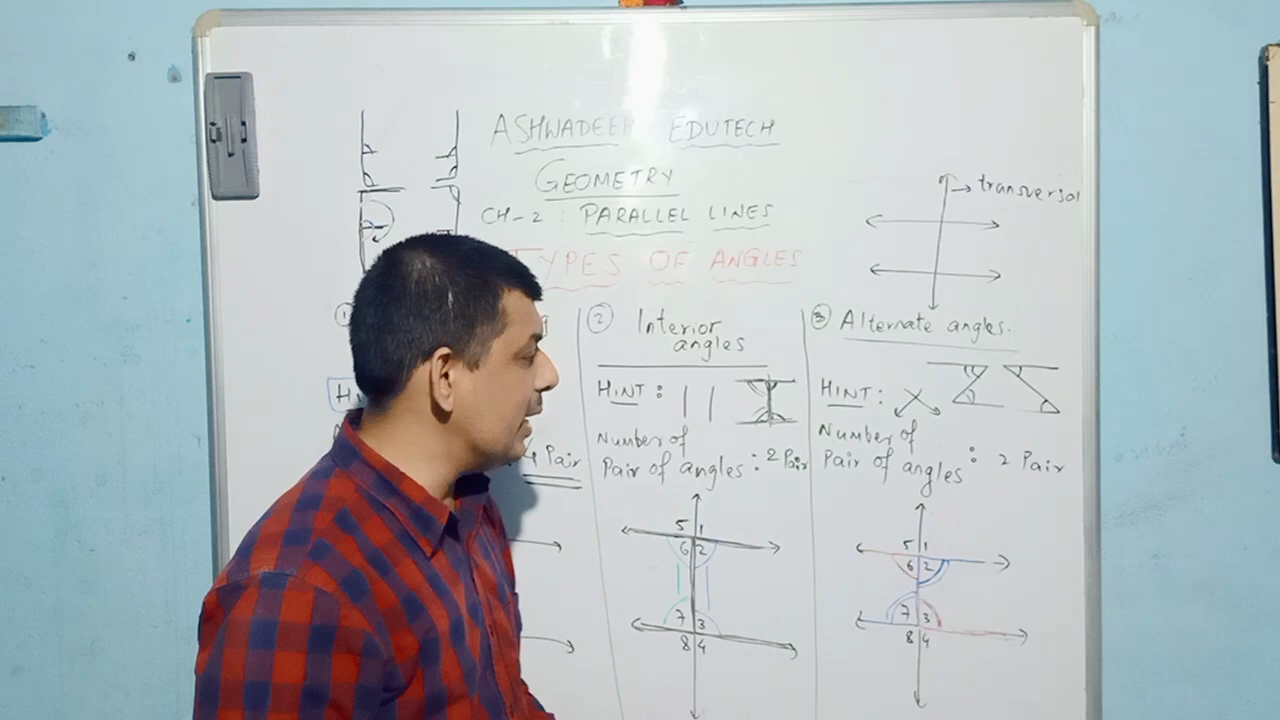 ASHWADEEP EDUTECH
GEOMETRY
CH-2 : PARALLEL LINES
TYPES OF ANGLES
transversal
1
: 4 Pair
2 Interior
angles
HINT :
Number of
Pair of angles : 2 Pair
5 1
6 2
7 3
8 4
3 Alternate angles.
HINT :
Number of
Pair of angles : 2 Pair
5 1
6 2
7 3
8 4